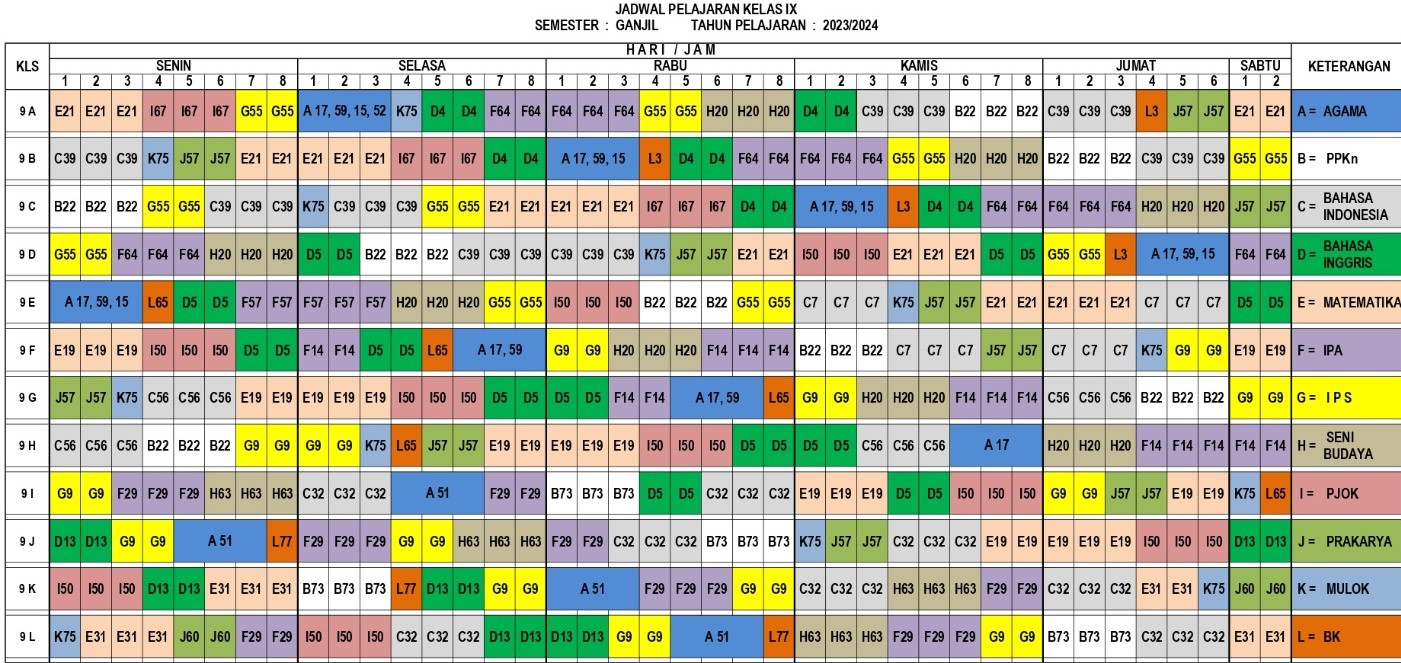 JADWAL PELAJARAN KELAS IX
SEMESTER : GANJIL TAHUN PELAJARAN : 2023/2024
KLS HARI / JAM KETERANGAN
SENIN SELASA RABU KAMIS JUMAT SABTU
1 2 3 4 5 6 7 8 1 2 3 4 5 6 7 8 1 2 3 4 5 6 7 8 1 2 3 4 5 6 7 8 1 2 3 4 5 6 1 2
9 A E21 E21 E21 I67 I67 I67 G55 G55 A 17, 59, 15, 52 K75 D4 D4 F64 F64 F64 F64 F64 G55 G55 H20 H20 H20 D4 D4 C39 C39 C39 B22 B22 B22 C39 C39 C39 L3 J57 J57 E21 E21 A = AGAMA
9 B C39 C39 C39 K75 J57 J57 E21 E21 E21 E21 E21 I67 I67 I67 D4 D4 A 17, 59, 15 L3 D4 D4 F64 F64 F64 F64 F64 G55 G55 H20 H20 H20 B22 B22 B22 C39 C39 C39 G55 G55 B = PPKn
9 C B22 B22 B22 G55 G55 C39 C39 C39 K75 C39 C39 C39 G55 G55 E21 E21 E21 E21 E21 I67 I67 I67 D4 D4 A 17, 59, 15 L3 D4 D4 F64 F64 F64 F64 F64 H20 H20 H20 J57 J57 C = BAHASA INDONESIA
9 D G55 G55 F64 F64 F64 H20 H20 H20 D5 D5 B22 B22 B22 C39 C39 C39 C39 C39 C39 K75 J57 J57 E21 E21 I50 I50 I50 E21 E21 E21 D5 D5 G55 G55 L3 A 17, 59, 15 F64 F64 D = BAHASA INGGRIS
9 E A 17, 59, 15 L65 D5 D5 F57 F57 F57 F57 F57 H20 H20 H20 G55 G55 I50 I50 I50 B22 B22 B22 G55 G55 C7 C7 C7 K75 J57 J57 E21 E21 E21 E21 E21 C7 C7 C7 D5 D5 E = MATEMATIKA
9 F E19 E19 E19 I50 I50 I50 D5 D5 F14 F14 D5 D5 L65 A 17, 59 G9 G9 H20 H20 H20 F14 F14 F14 B22 B22 B22 C7 C7 C7 J57 J57 C7 C7 C7 K75 G9 G9 E19 E19 F = IPA
9 G J57 J57 K75 C56 C56 C56 E19 E19 E19 E19 E19 I50 I50 I50 D5 D5 D5 D5 F14 F14 A 17, 59 L65 G9 G9 H20 H20 H20 F14 F14 F14 C56 C56 C56 B22 B22 B22 G9 G9 G = I P S
9 H C56 C56 C56 B22 B22 B22 G9 G9 G9 G9 K75 L65 J57 J57 E19 E19 E19 E19 E19 I50 I50 I50 D5 D5 D5 D5 C56 C56 C56 A 17 H20 H20 H20 F14 F14 F14 F14 F14 H = SENI BUDAYA
9 I G9 G9 F29 F29 F29 H63 H63 H63 C32 C32 C32 A 51 F29 F29 B73 B73 B73 D5 D5 C32 C32 C32 E19 E19 E19 D5 D5 I50 I50 I50 G9 G9 J57 J57 E19 E19 K75 L65 I = PJOK
9 J D13 D13 G9 G9 A 51 L77 F29 F29 F29 G9 G9 H63 H63 H63 F29 F29 C32 C32 C32 B73 B73 B73 K75 J57 J57 C32 C32 C32 E19 E19 E19 E19 E19 I50 I50 I50 D13 D13 J = PRAKARYA
9 K I50 I50 I50 D13 D13 E31 E31 E31 B73 B73 B73 L77 D13 D13 G9 G9 A 51 F29 F29 F29 G9 G9 C32 C32 C32 H63 H63 H63 F29 F29 C32 C32 C32 E31 E31 K75 J60 J60 K = MULOK
9 L K75 E31 E31 E31 J60 J60 F29 F29 I50 I50 I50 C32 C32 C32 D13 D13 D13 D13 G9 G9 A 51 L77 H63 H63 H63 F29 F29 F29 G9 G9 B73 B73 B73 C32 C32 C32 E31 E31 L = BK